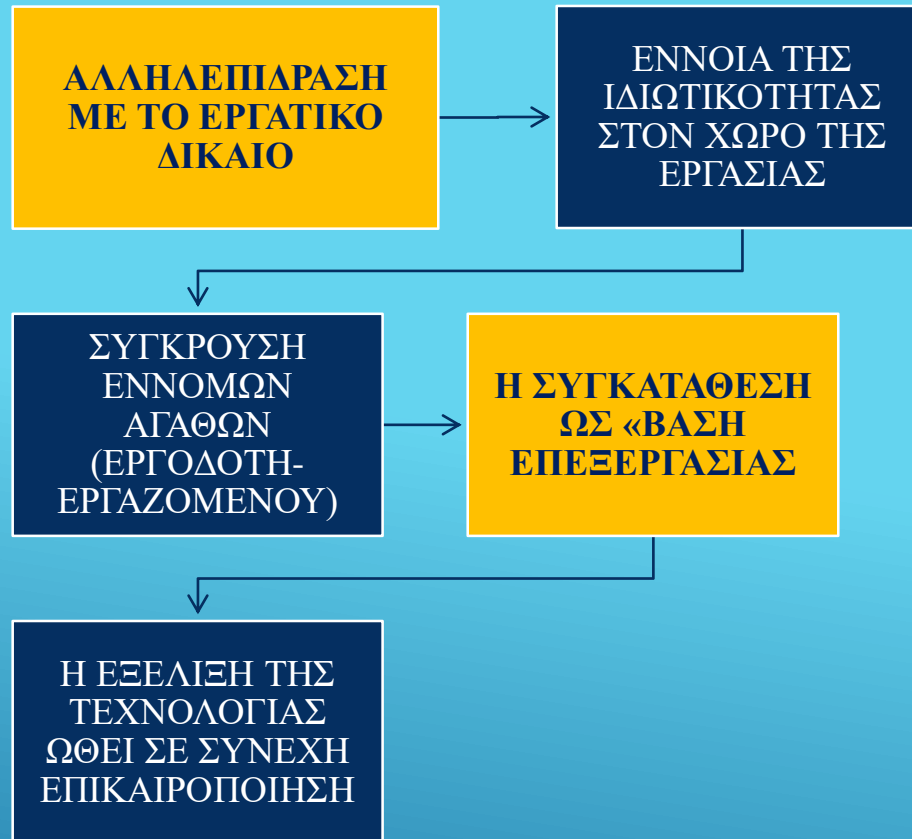 ΑΛΛΗΛΕΠΙΔΡΑΣΗ
ΜΕ ΤΟ ΕΡΓΑΤΙΚΟ
ΔΙΚΑΙΟ
ΕΝΝΟΙΑ ΤΗΣ
ΙΔΙΩΤΙΚΟΤΗΤΑΣ
ΣΤΟΝ ΧΩΡΟ ΤΗΣ
ΕΡΓΑΣΙΑΣ
ΣΥΓΚΡΟΥΣΗ
ΕΝΝΟΜΩΝ
ΑΓΑΘΩΝ
(ΕΡΓΟΔΟΤΗ-
ΕΡΓΑΖΟΜΕΝΟΥ)
Η ΣΥΓΚΑΤΑΘΕΣΗ
ΩΣ «ΒΑΣΗ
ΕΠΕΞΕΡΓΑΣΙΑΣ
Η ΕΞΕΛΙΞΗ ΤΗΣ
ΤΕΧΝΟΛΟΓΙΑΣ
ΩΘΕΙ ΣΕ ΣΥΝΕΧΗ
ΕΠΙΚΑΙΡΟΠΟΙΗΣΗ